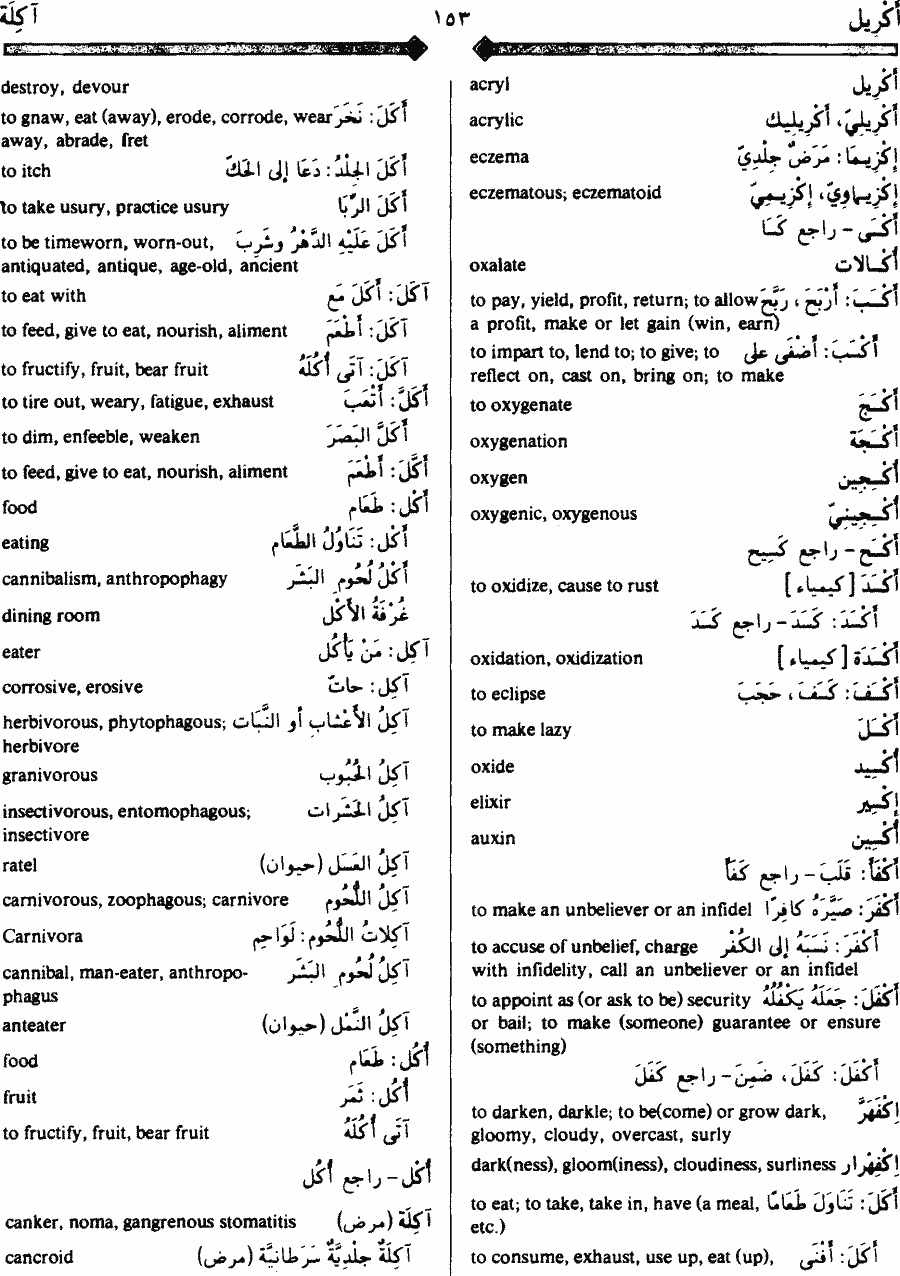 أكْريل ١٥٣ آكِلَة
acryl أكْريل
acrylic أكْريليّ، أكْريليك
eczema إكْزِيمَا: مَرَضٌ جِلْدِيّ
eczematous; eczematoid إكْزِيمَاوِيّ، إكْزِيمِيّ
أكْسَى - راجع كَسَا
oxalate أكْسَالات
to pay, yield, profit, return; to allow أكْسَبَ: أرْبَحَ، رَبَّحَ
a profit, make or let gain (win, earn)
to impart to, lend to; to give; to أكْسَبَ: أضْفَى على
reflect on, cast on, bring on; to make
to oxygenate أكْسَجَ
oxygenation أكْسَجَة
oxygen أكْسِجِين
oxygenic, oxygenous أكْسِجِينيّ
أكْسَح - راجع كَسِيح
to oxidize, cause to rust أكْسَدَ [كيمياء]
أكْسَدَ: كَسَدَ - راجع كَسَدَ
oxidation, oxidization أكْسَدَة [كيمياء]
to eclipse أكْسَفَ: كَسَفَ، حَجَبَ
to make lazy أكْسَلَ
oxide أكْسِيد
elixir إكْسِير
auxin أكْسِين
أكْفَأ: قَلَبَ - راجع كَفَأ
to make an unbeliever or an infidel أكْفَرَ: صَيَّرَهُ كافِرًا
to accuse of unbelief, charge أكْفَرَ: نَسَبَهُ إلى الكُفْر
with infidelity, call an unbeliever or an infidel
to appoint as (or ask to be) security أكْفَلَ: جَعَلَهُ يَكْفُلُهُ
or bail; to make (someone) guarantee or ensure
(something)
أكْفَلَ: كَفَلَ، ضَمِنَ - راجع كَفَلَ
to darken, darkle; to be(come) or grow dark, اِكْفَهَرَّ
gloomy, cloudy, overcast, surly
dark(ness), gloom(iness), cloudiness, surliness اِكْفِهْرار
to eat; to take, take in, have (a meal, أكَلَ: تَنَاوَلَ طَعَامًا
etc.)
to consume, exhaust, use up, eat (up), أكَلَ: أفْنَى
destroy, devour
to gnaw, eat (away), erode, corrode, wear أكَلَ: نَخَرَ
away, abrade, fret
to itch أكَلَ الجِلْدُ: دَعَا إلى الحَكّ
to take usury, practice usury أكَلَ الرِّبَا
to be timeworn, worn-out, أكَلَ عَلَيْهِ الدَّهْرُ وشَرِبَ
antiquated, antique, age-old, ancient
to eat with آكَلَ: أكَلَ مَعَ
to feed, give to eat, nourish, aliment آكَلَ: أطْعَمَ
to fructify, fruit, bear fruit آكَلَ: آتَى أُكُلَهُ
to tire out, weary, fatigue, exhaust أكَلَّ: أتْعَبَ
to dim, enfeeble, weaken أكَلَّ البَصَرَ
to feed, give to eat, nourish, aliment أكَّلَ: أطْعَمَ
food أكْل: طَعَام
eating أكْل: تَنَاوُلُ الطَّعَام
cannibalism, anthropophagy أكْلُ لُحُومِ البَشَر
dining room غُرْفَةُ الأكْل
eater آكِل: مَنْ يَأكُل
corrosive, erosive آكِل: حاتّ
herbivorous, phytophagous; آكِلُ الأعْشاب أو النَّبَات
herbivore
granivorous آكِلُ الحُبُوب
insectivorous, entomophagous; آكِلُ الحَشَرات
insectivore
ratel آكِلُ العَسَل (حيوان)
carnivorous, zoophagous; carnivore آكِلُ اللُّحُوم
Carnivora آكِلاتُ اللُّحُوم: لَوَاحِم
cannibal, man-eater, anthropo- آكِلُ لُحُومِ البَشَر
phagus
anteater آكِلُ النَّمْل (حيوان)
food أُكُل: طَعَام
fruit أُكُل: ثَمَر
to fructify, fruit, bear fruit آتَى أُكُلَهُ
أُكْل - راجع أُكُل
canker, noma, gangrenous stomatitis آكِلَة (مرض)
cancroid آكِلَةٌ جِلْدِيَّةٌ سَرَطانِيَّة (مرض)